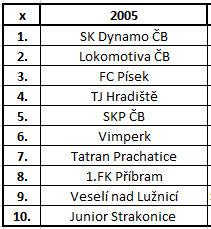 x 2005
1. SK Dynamo ČB
2. Lokomotiva ČB
3. FC Písek
4. TJ Hradiště
5. SKP ČB
6. Vimperk
7. Tatran Prachatice
8. 1.FK Příbram
9. Veselí nad Lužnicí
10. Junior Strakonice